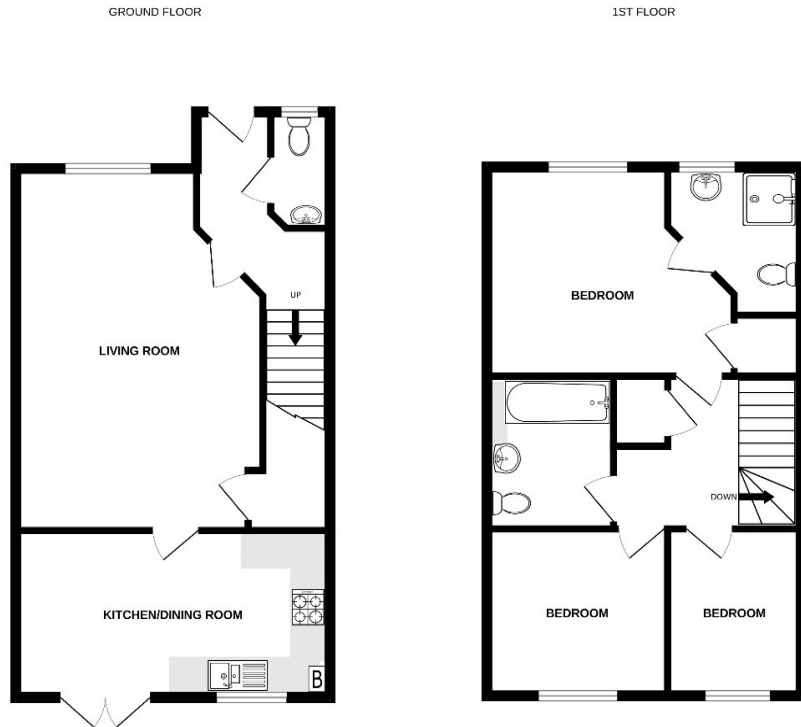 GROUND FLOOR
1ST FLOOR
UP
LIVING ROOM
KITCHEN/DINING ROOM
B
BEDROOM
DOWN
BEDROOM
BEDROOM